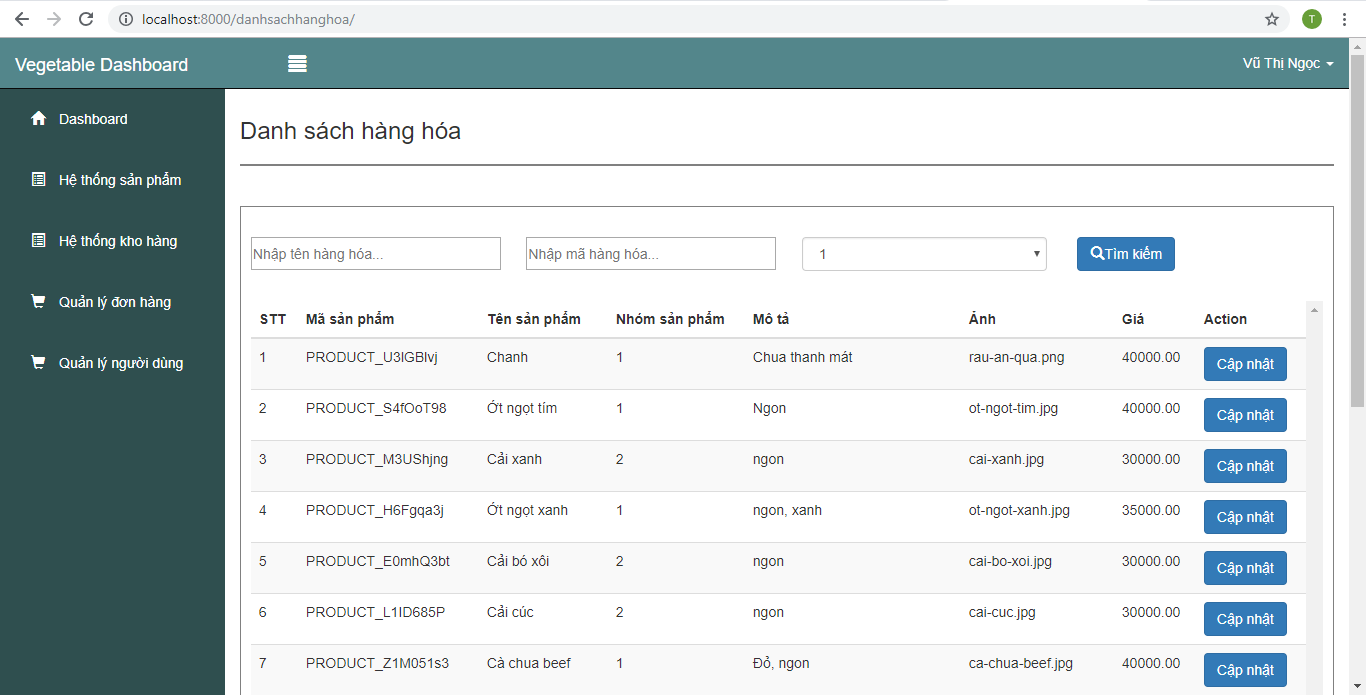 localhost:8000/danhsachhanghoa/
T
Vegetable Dashboard
Vũ Thị Ngọc
Dashboard
Hệ thống sản phẩm
Hệ thống kho hàng
Quản lý đơn hàng
Quản lý người dùng
Danh sách hàng hóa
Nhập tên hàng hóa... Nhập mã hàng hóa... 1 Tìm kiếm
STT Mã sản phẩm Tên sản phẩm Nhóm sản phẩm Mô tả Ảnh Giá Action
1 PRODUCT_U3IGBlvj Chanh 1 Chua thanh mát rau-an-qua.png 40000.00 Cập nhật
2 PRODUCT_S4fOoT98 Ớt ngọt tím 1 Ngon ot-ngot-tim.jpg 40000.00 Cập nhật
3 PRODUCT_M3UShjng Cải xanh 2 ngon cai-xanh.jpg 30000.00 Cập nhật
4 PRODUCT_H6Fgqa3j Ớt ngọt xanh 1 ngon, xanh ot-ngot-xanh.jpg 35000.00 Cập nhật
5 PRODUCT_E0mhQ3bt Cải bó xôi 2 ngon cai-bo-xoi.jpg 30000.00 Cập nhật
6 PRODUCT_L1ID685P Cải cúc 2 ngon cai-cuc.jpg 30000.00 Cập nhật
7 PRODUCT_Z1M051s3 Cà chua beef 1 Đỏ, ngon ca-chua-beef.jpg 40000.00 Cập nhật